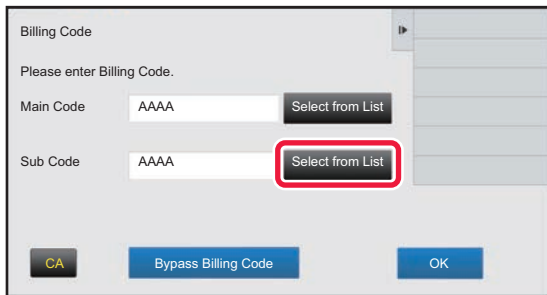 Billing Code
Please enter Billing Code.
Main Code AAAA Select from List
Sub Code AAAA Select from List
CA Bypass Billing Code OK